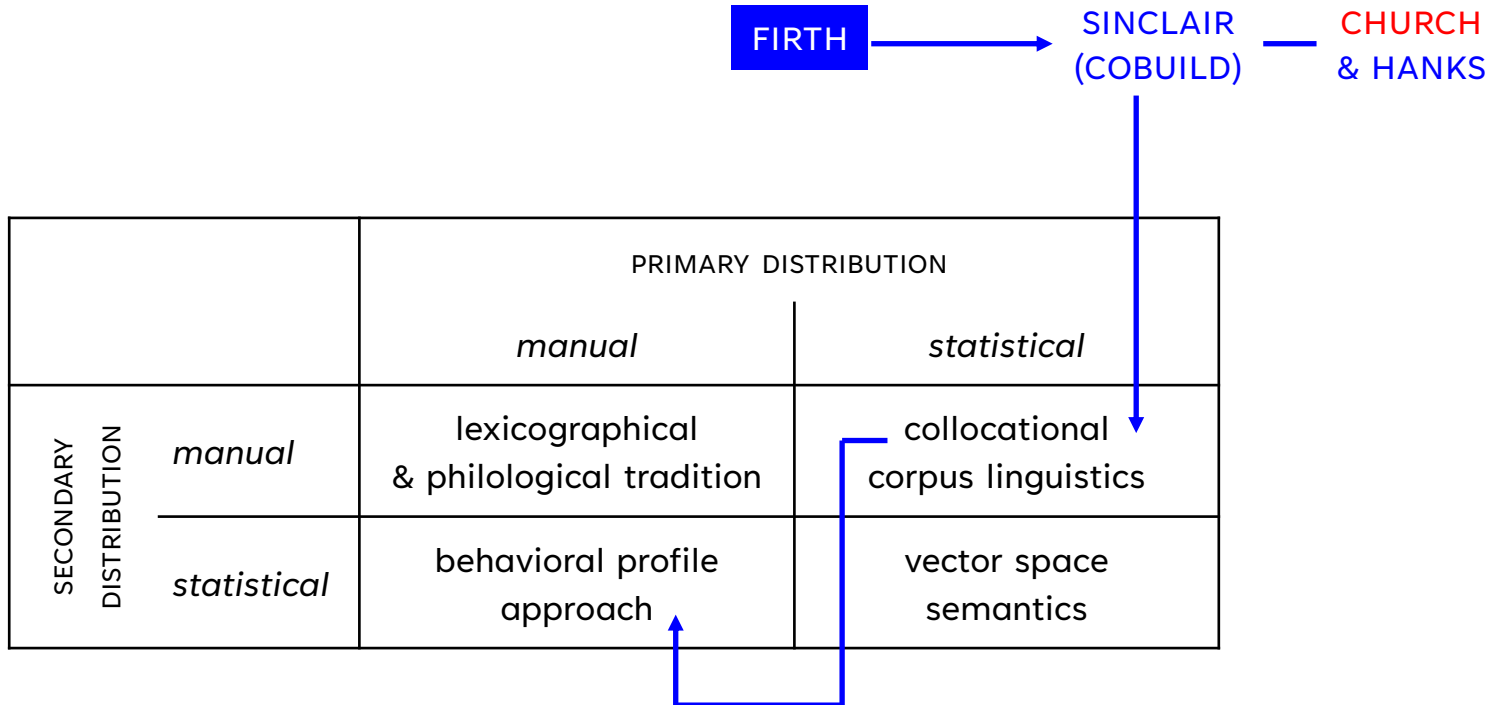 FIRTH
SINCLAIR
(COBUILD)
CHURCH
& HANKS
PRIMARY DISTRIBUTION
manual
statistical
SECONDARY
DISTRIBUTION
manual
lexicographical
& philological tradition
collocational
corpus linguistics
statistical
behavioral profile
approach
vector space
semantics